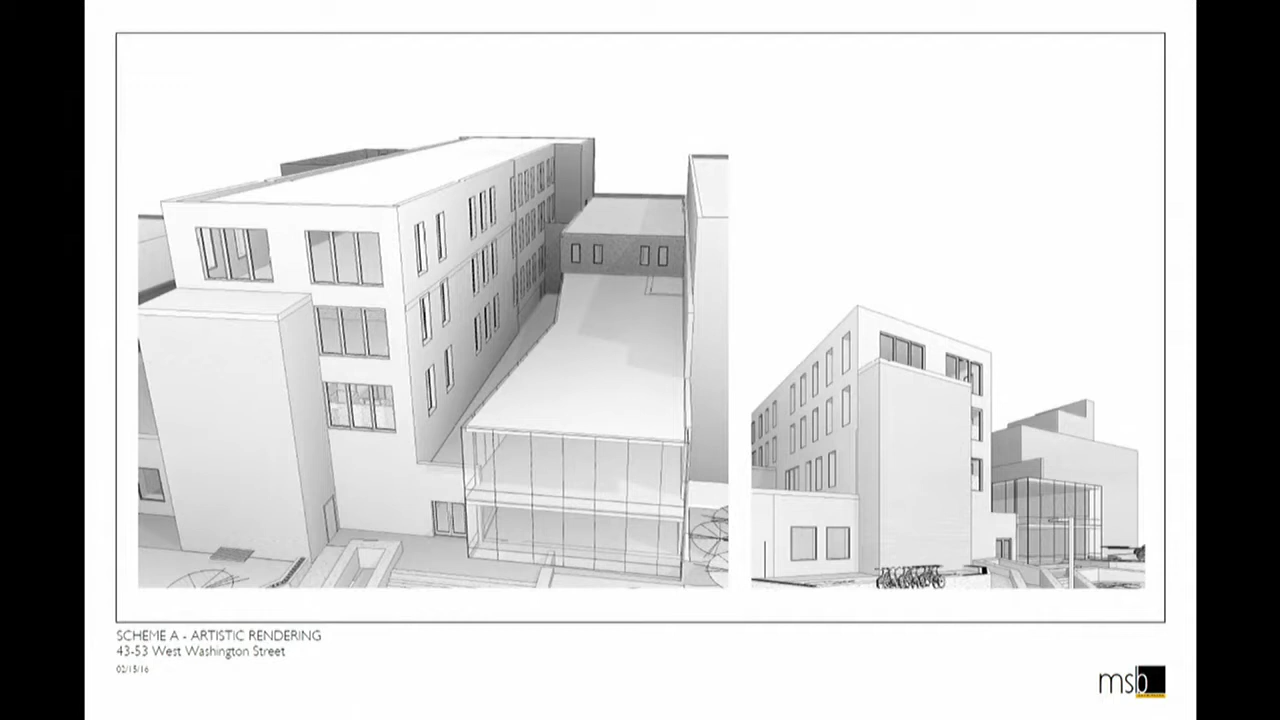 SCHEME A - ARTISTIC RENDERING
43-53 West Washington Street
02/15/16
msb